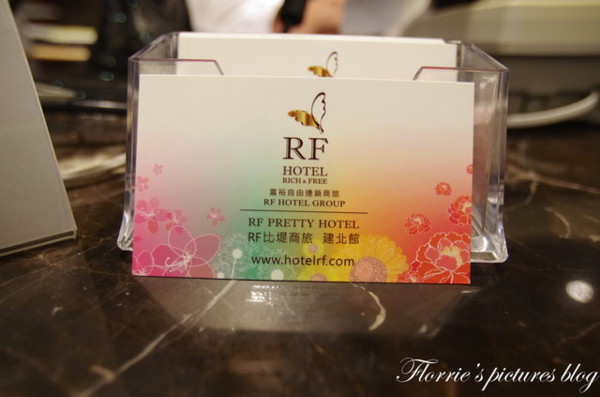 RF
HOTEL
RICH & FREE
富裕自由連鎖商旅
RF HOTEL GROUP
RF PRETTY HOTEL
RF比堤商旅 建北館
www.hotelrf.com
Florrie's pictures blog